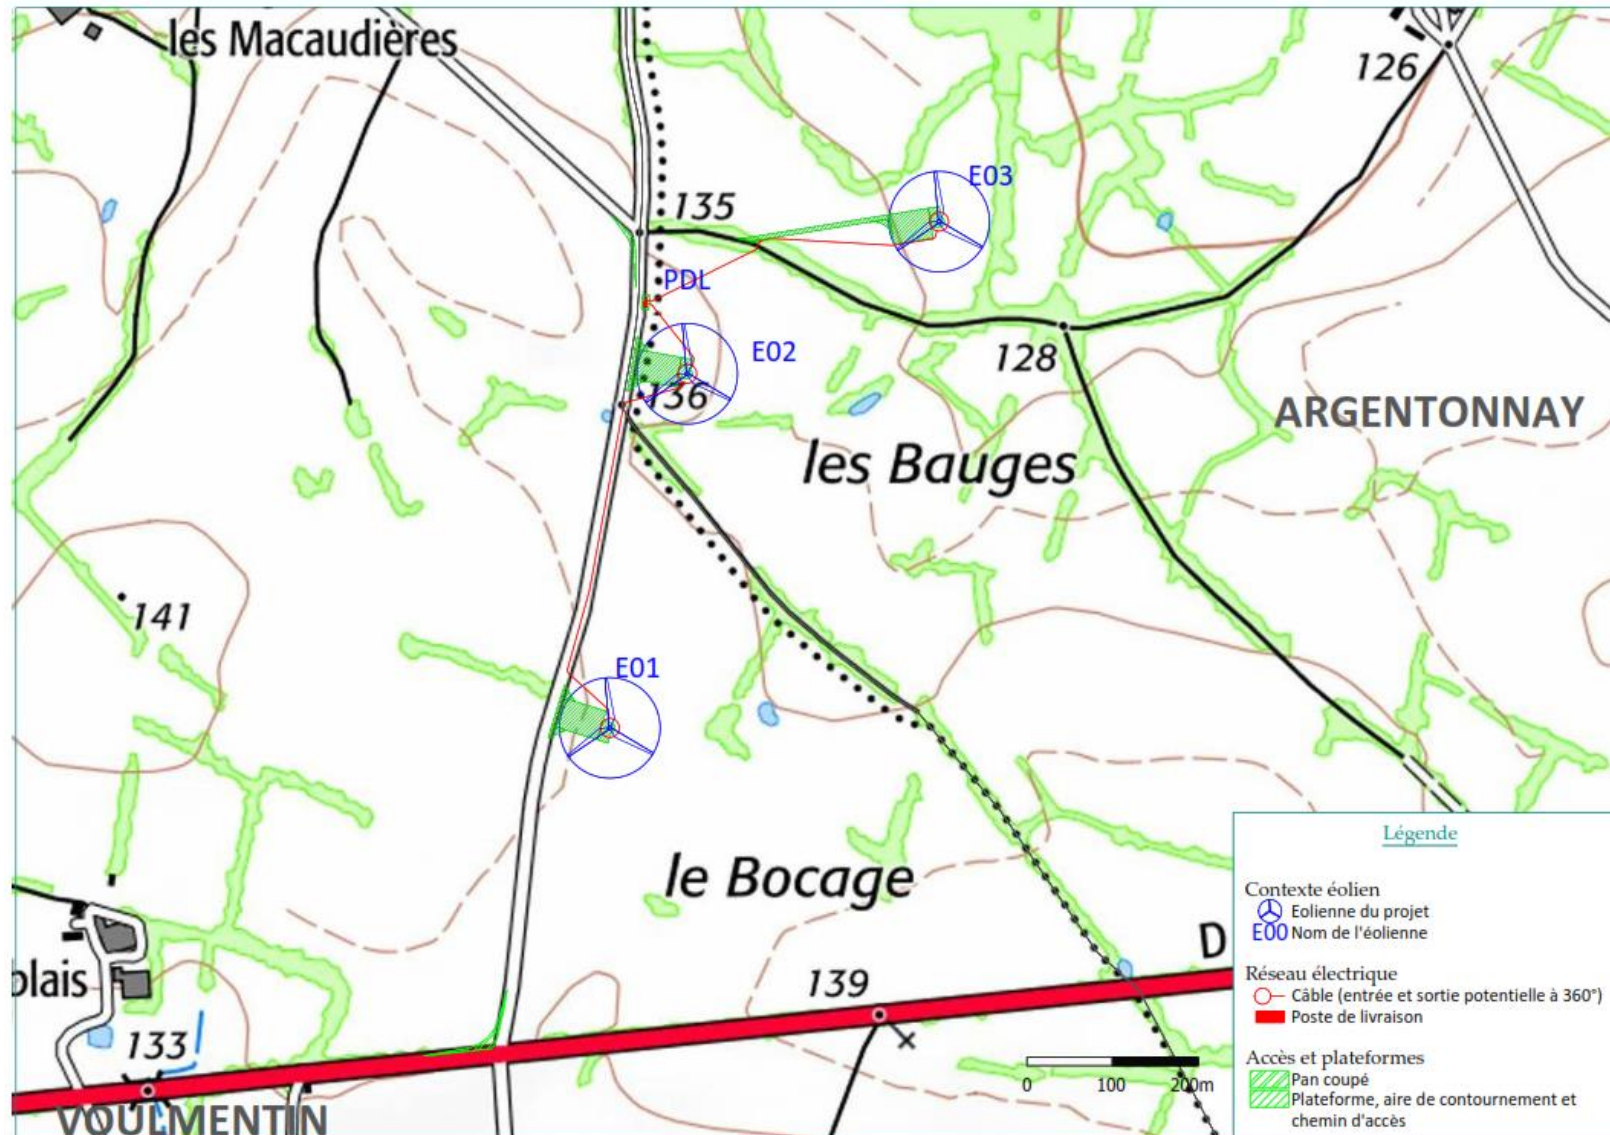 les Macaudières
126
E03
135
PDL
E02
128
136
ARGENTONNAY
les Bauges
141
E01
le Bocage
D
139
blais
133
VOULMENTIN
0 100 200m
Légende
Contexte éolien
Eolienne du projet
E00 Nom de l'éolienne
Réseau électrique
Câble (entrée et sortie potentielle à 360°)
Poste de livraison
Accès et plateformes
Pan coupé
Plateforme, aire de contournement et
chemin d'accès